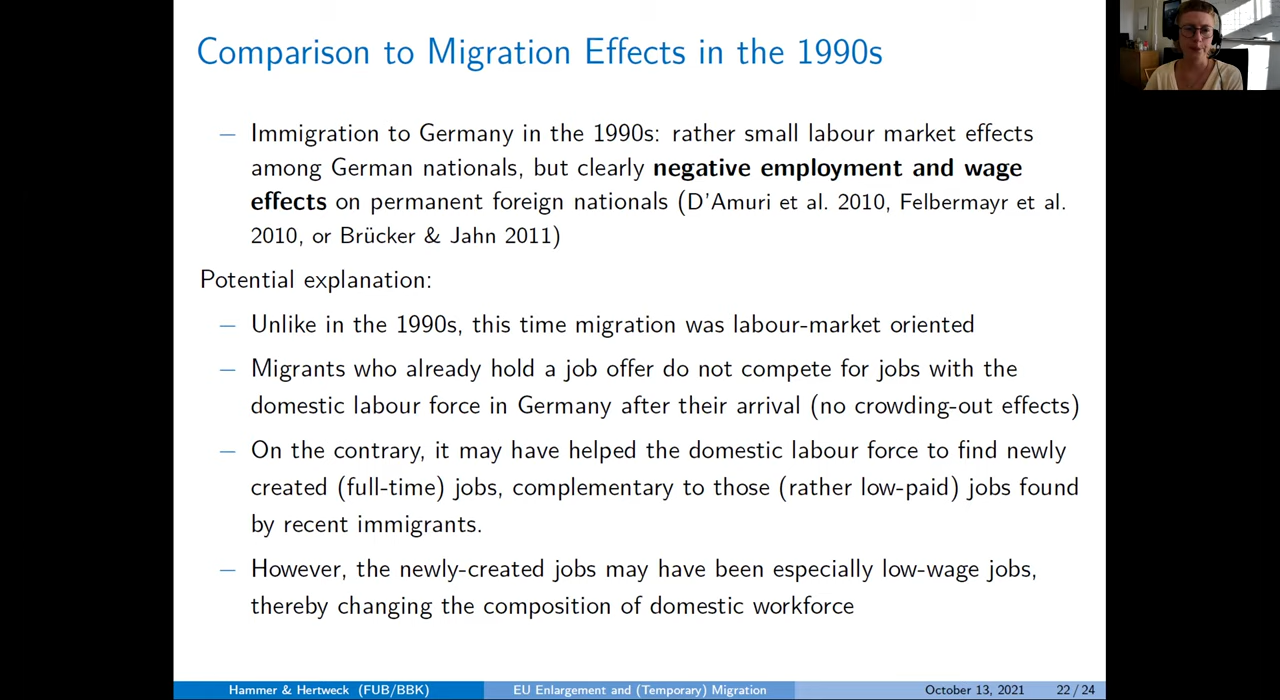 Comparison to Migration Effects in the 1990s
– Immigration to Germany in the 1990s: rather small labour market effects
among German nationals, but clearly negative employment and wage
effects on permanent foreign nationals (D'Amuri et al. 2010, Felbermayr et al.
2010, or Brücker & Jahn 2011)
Potential explanation:
– Unlike in the 1990s, this time migration was labour-market oriented
– Migrants who already hold a job offer do not compete for jobs with the
domestic labour force in Germany after their arrival (no crowding-out effects)
– On the contrary, it may have helped the domestic labour force to find newly
created (full-time) jobs, complementary to those (rather low-paid) jobs found
by recent immigrants.
– However, the newly-created jobs may have been especially low-wage jobs,
thereby changing the composition of domestic workforce
Hammer & Hertweck (FUB/BBK) EU Enlargement and (Temporary) Migration October 13, 2021 22 / 24